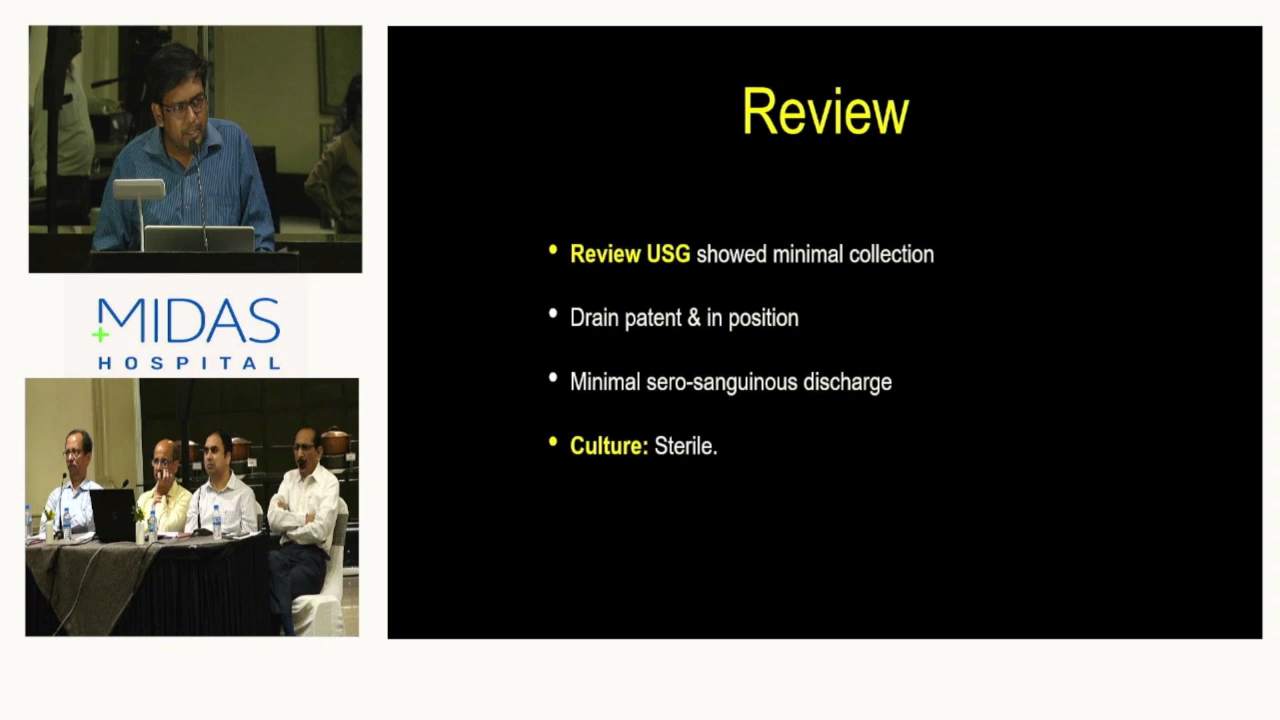 MIDAS
HOSPITAL
Review
• Review USG showed minimal collection
• Drain patent & in position
• Minimal sero-sanguinous discharge
• Culture: Sterile.